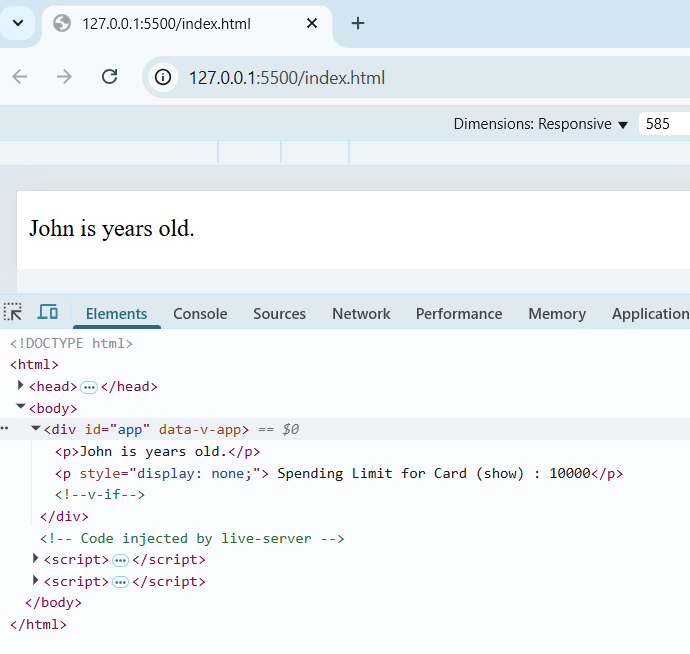 127.0.0.1:5500/index.html
127.0.0.1:5500/index.html
Dimensions: Responsive 585
John is years old.
Elements Console Sources Network Performance Memory Application
<!DOCTYPE html>
<html>
<head> ... </head>
<body>
<div id="app" data-v-app> == $0
<p>John is years old.</p>
<p style="display: none;"> Spending Limit for Card (show) : 10000</p>
<!--v-if-->
</div>
<!-- Code injected by live-server -->
<script> ... </script>
<script> ... </script>
</body>
</html>